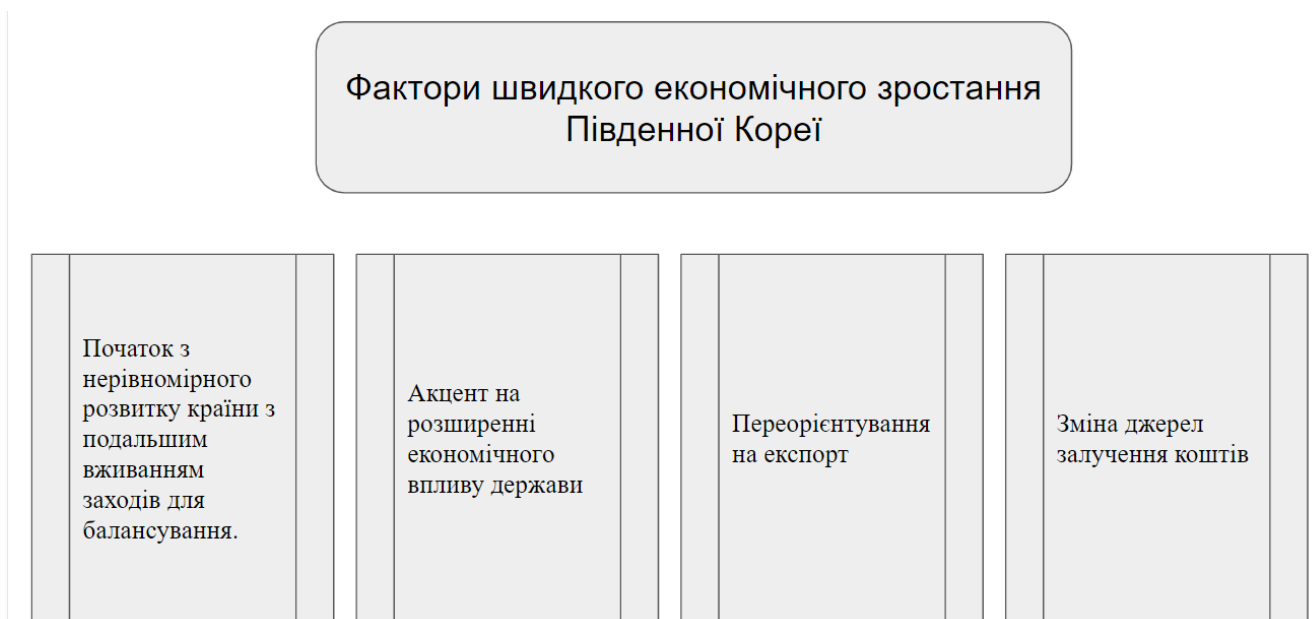 Фактори швидкого економічного зростання
Південної Кореї
Початок з
нерівномірного
розвитку країни з
подальшим
вживанням
заходів для
балансування.
Акцент на
розширенні
економічного
впливу держави
Переорієнтування
на експорт
Зміна джерел
залучення коштів